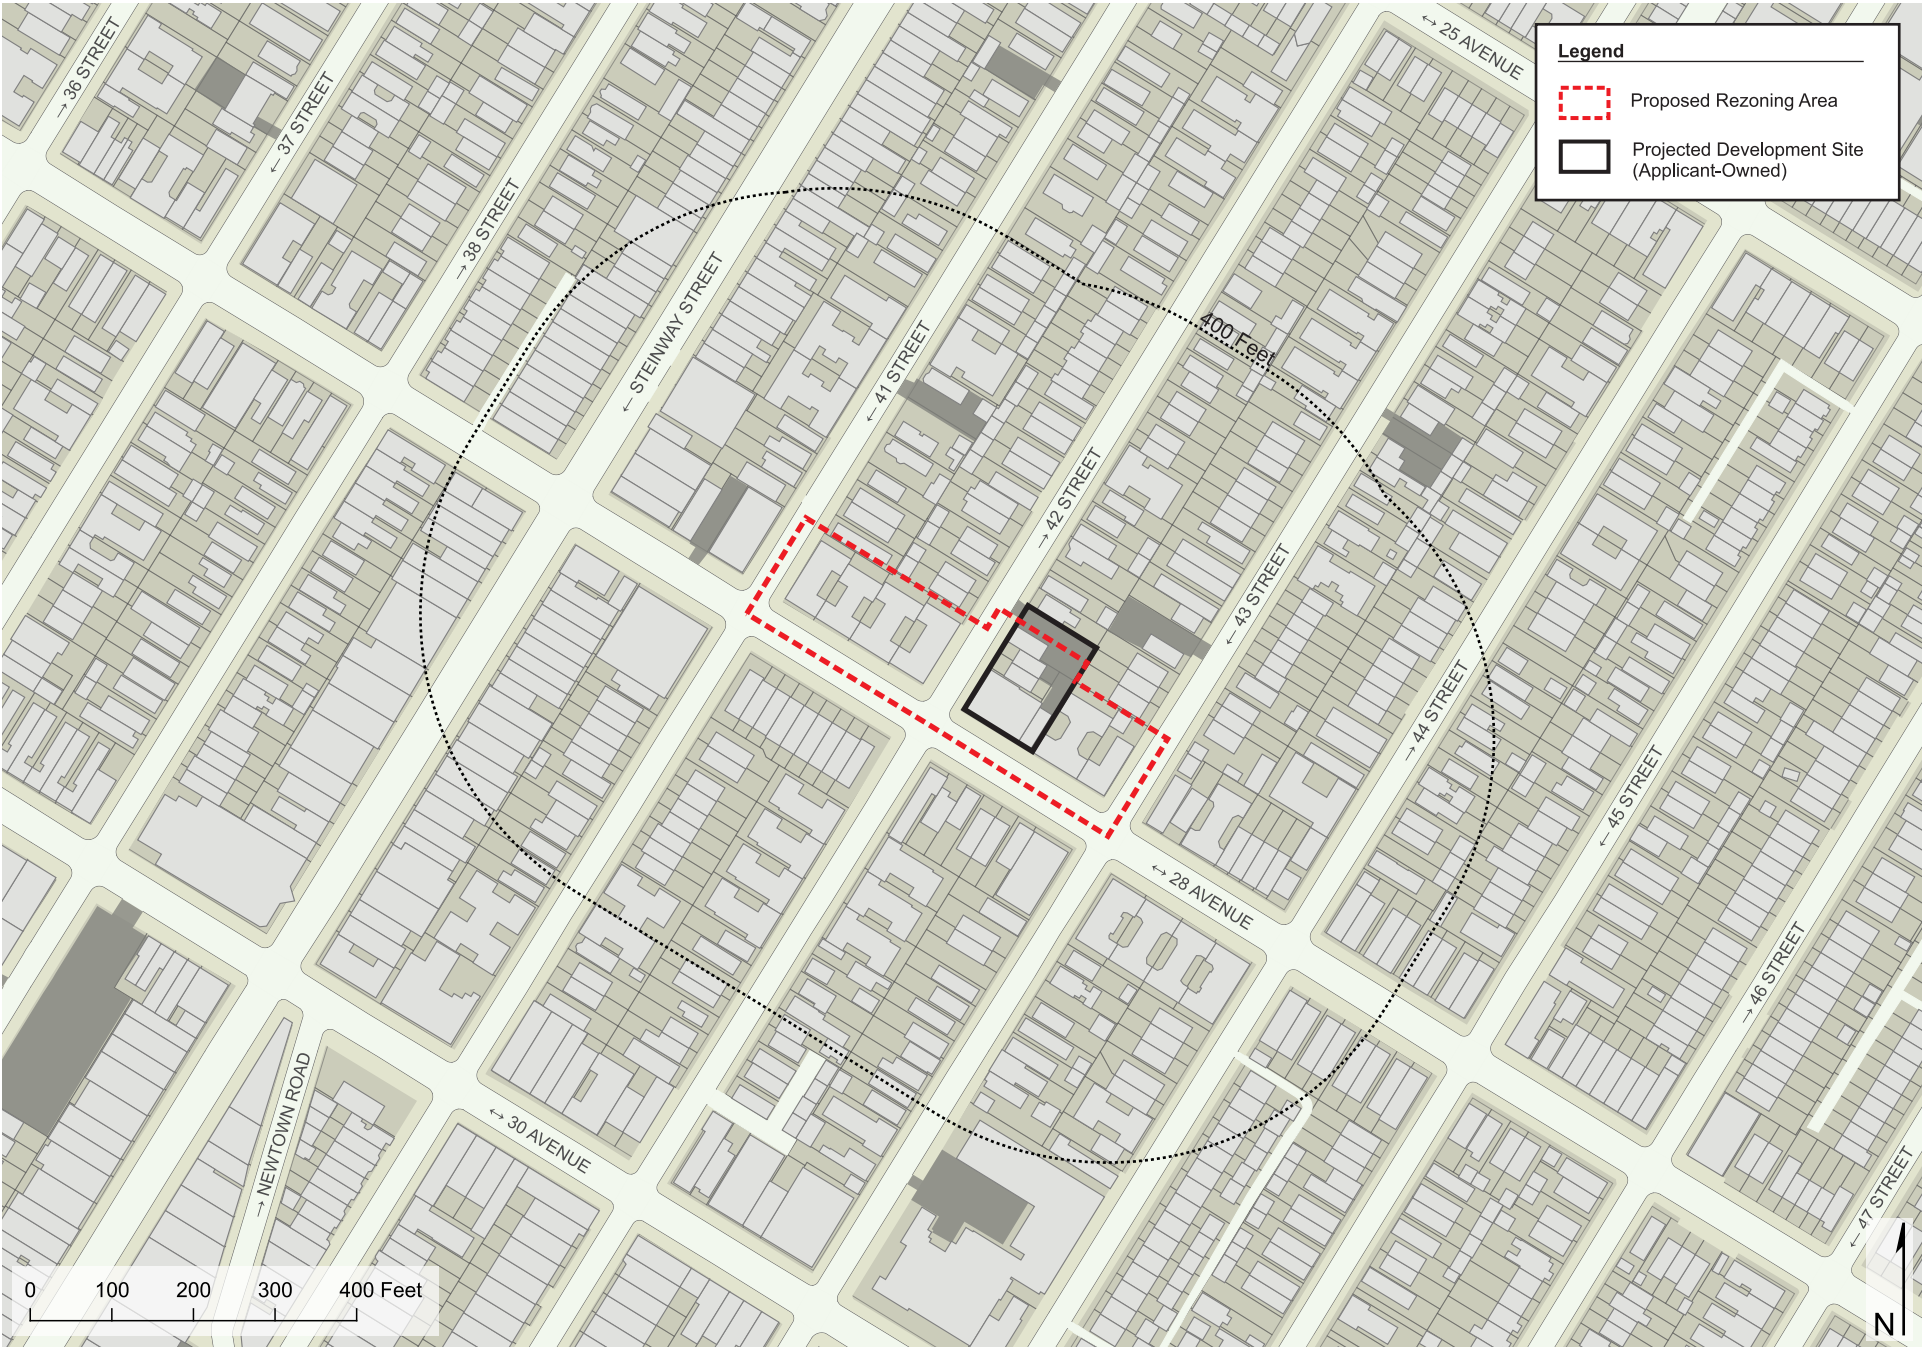 → 36 STREET
← 37 STREET
→ 38 STREET
← STEINWAY STREET
← 41 STREET
→ 42 STREET
← 43 STREET
→ 44 STREET
← 45 STREET
→ 46 STREET
← 47 STREET
↔ 25 AVENUE
↔ 28 AVENUE
↔ 30 AVENUE
→ NEWTOWN ROAD
400 Feet
Legend
Proposed Rezoning Area
Projected Development Site
(Applicant-Owned)
0 100 200 300 400 Feet
N